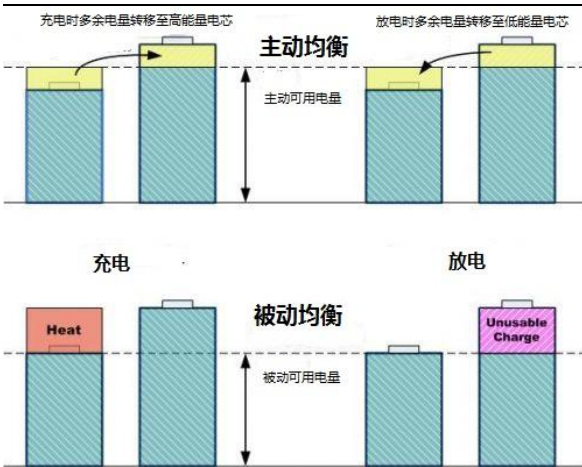 充电时多余电量转移至高能量电芯
放电时多余电量转移至低能量电芯
主动均衡
主动可用电量
充电
放电
被动均衡
Heat
Unusable
Charge
被动可用电量